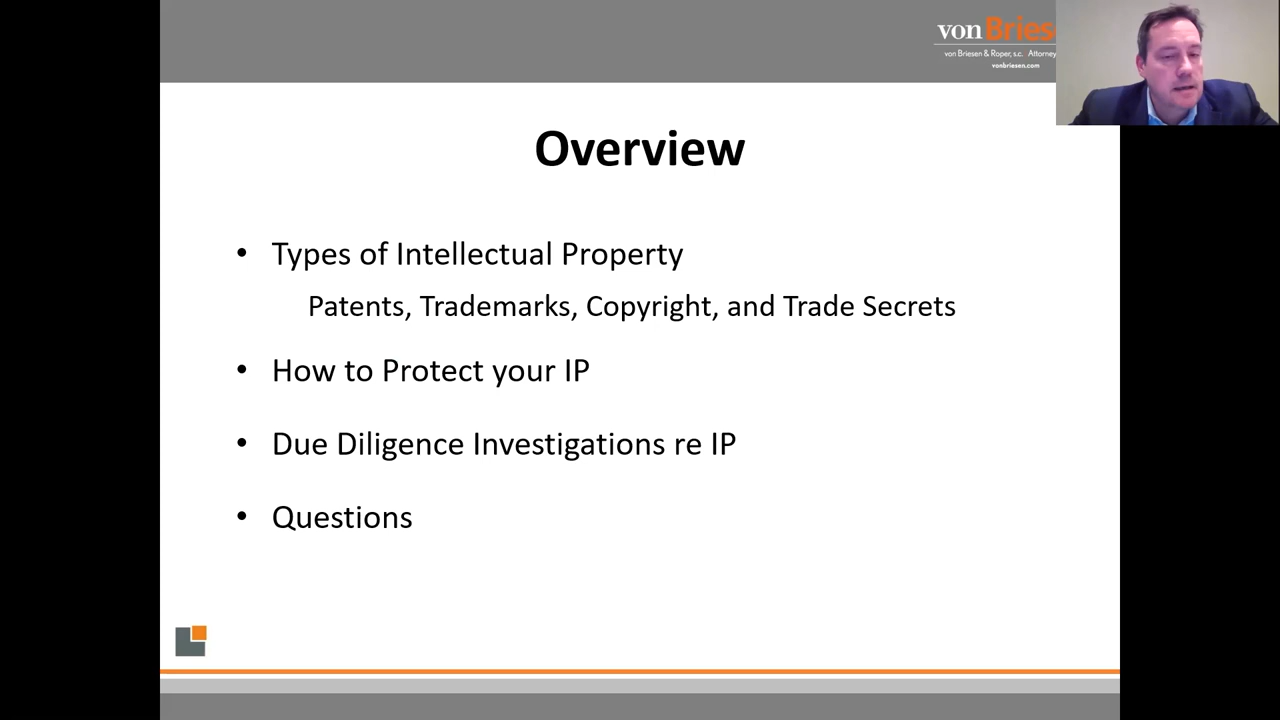 von Bries
von Briesen & Roper, s.c. Attorney
vonbriesen.com
Overview
• Types of Intellectual Property
Patents, Trademarks, Copyright, and Trade Secrets
• How to Protect your IP
• Due Diligence Investigations re IP
• Questions